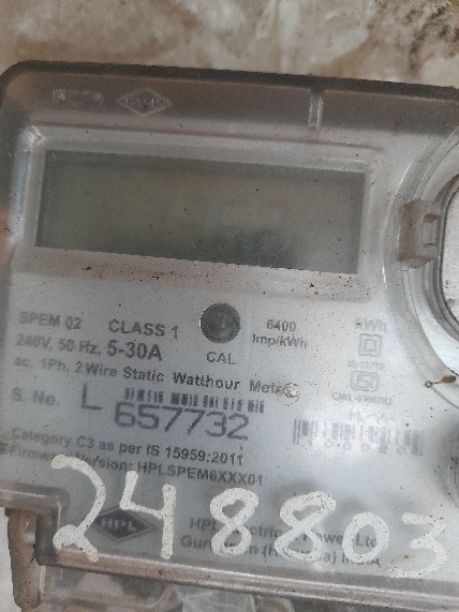 SPEM 02 CLASS 1 6400 kWh
240V, 50 Hz, 5-30A CAL Imp/kWh
ac, 1Ph, 2 Wire Static Watthour Meter
S. No. L 657732
Category C3 as per IS 15959:2011
Firmware Version: HPLSPEM6XXX01
248803
HPL